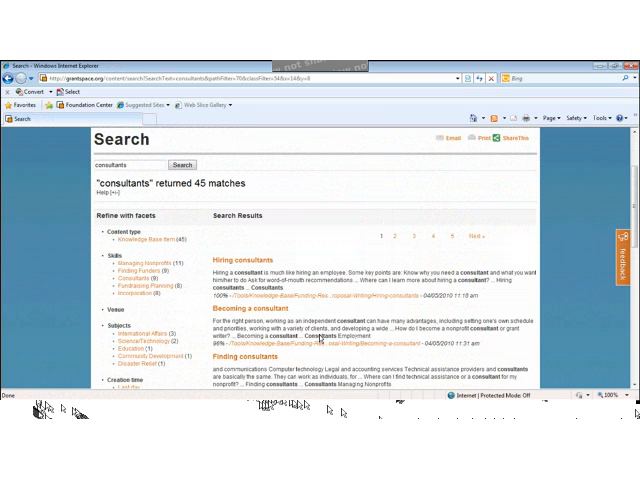 Search - Windows Internet Explorer
http://grantspace.org/content/search?SearchText=consultants&pathFilter=70&classFilter=34&x=14&y=8
Bing
Convert Select
Favorites Foundation Center Suggested Sites Web Slice Gallery
Search Page Safety Tools
Search
Email Print ShareThis
consultants Search
"consultants" returned 45 matches
Help [+/-]
Refine with facets
Search Results
1 2 3 4 5 Next »
Content type
Knowledge Base Item (45)
Skills
Managing Nonprofits (11)
Finding Funders (9)
Consultants (9)
Fundraising Planning (8)
Incorporation (8)
Venue
Subjects
International Affairs (3)
Science/Technology (2)
Education (1)
Community Development (1)
Disaster Relief (1)
Creation time
Last day
Hiring consultants
Hiring a consultant is much like hiring an employee. Some key points are: Know why you need a consultant and what you want
him/her to do Ask for word-of-mouth recommendations ... Where can I learn more about hiring a consultant? ... Hiring
consultants ... Consultants
100% - /Tools/Knowledge-Base/Funding-Res...roposal-Writing/Hiring-consultants - 04/05/2010 11:18 am
Becoming a consultant
For the right person, working as an independent consultant can have many advantages, including setting one's own schedule
and priorities, working with a variety of clients, and developing a wide ... How do I become a nonprofit consultant or grant
writer? ... Becoming a consultant ... Consultants Employment
96% - /Tools/Knowledge-Base/Funding-Res...osal-Writing/Becoming-a-consultant - 04/05/2010 11:31 am
Finding consultants
and communications Computer technology Legal and accounting services Technical assistance providers and consultants
are basically the same. They can work as individuals, for... Where can I find technical assistance or a consultant for my
nonprofit? ... Finding consultants ... Consultants Managing Nonprofits
feedback
Done Internet | Protected Mode: Off 100%